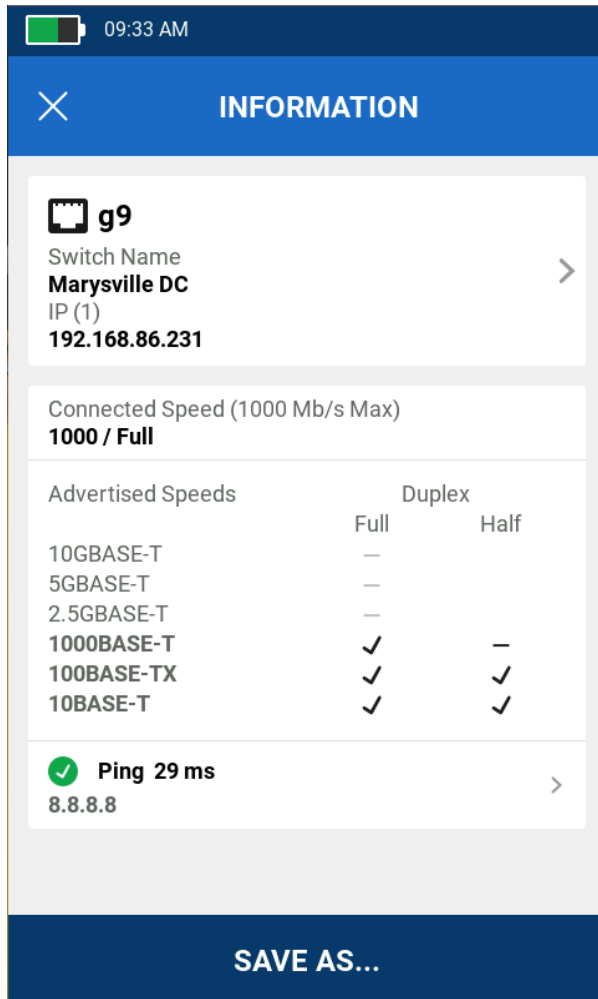 09:33 AM
INFORMATION
g9
Switch Name
Marysville DC
IP (1)
192.168.86.231
Connected Speed (1000 Mb/s Max)
1000 / Full
Advertised Speeds Duplex
Full Half
10GBASE-T –
5GBASE-T –
2.5GBASE-T –
1000BASE-T ✓ –
100BASE-TX ✓ ✓
10BASE-T ✓ ✓
Ping 29 ms
8.8.8.8
SAVE AS...